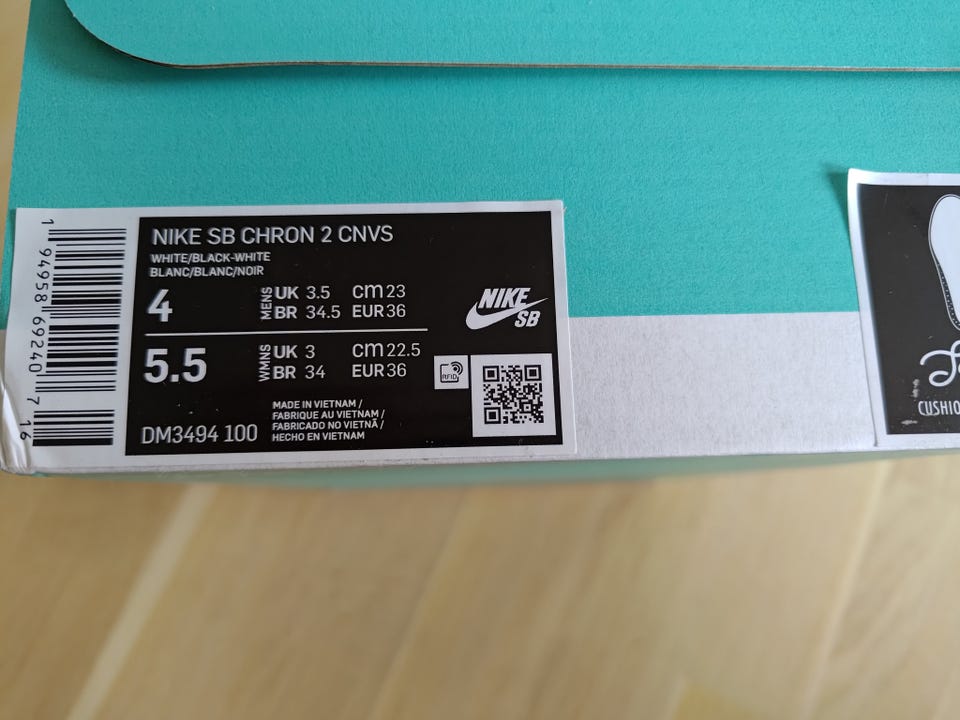 1 94958 69240 7 16
NIKE SB CHRON 2 CNVS
WHITE/BLACK-WHITE
BLANC/BLANC/NOIR
4 MENS UK 3.5 cm 23
BR 34.5 EUR 36
5.5 WMNS UK 3 cm 22.5
BR 34 EUR 36
NIKE
SB
RFID
DM3494 100
MADE IN VIETNAM /
FABRIQUE AU VIETNAM /
FABRICADO NO VIETNÃ /
HECHO EN VIETNAM